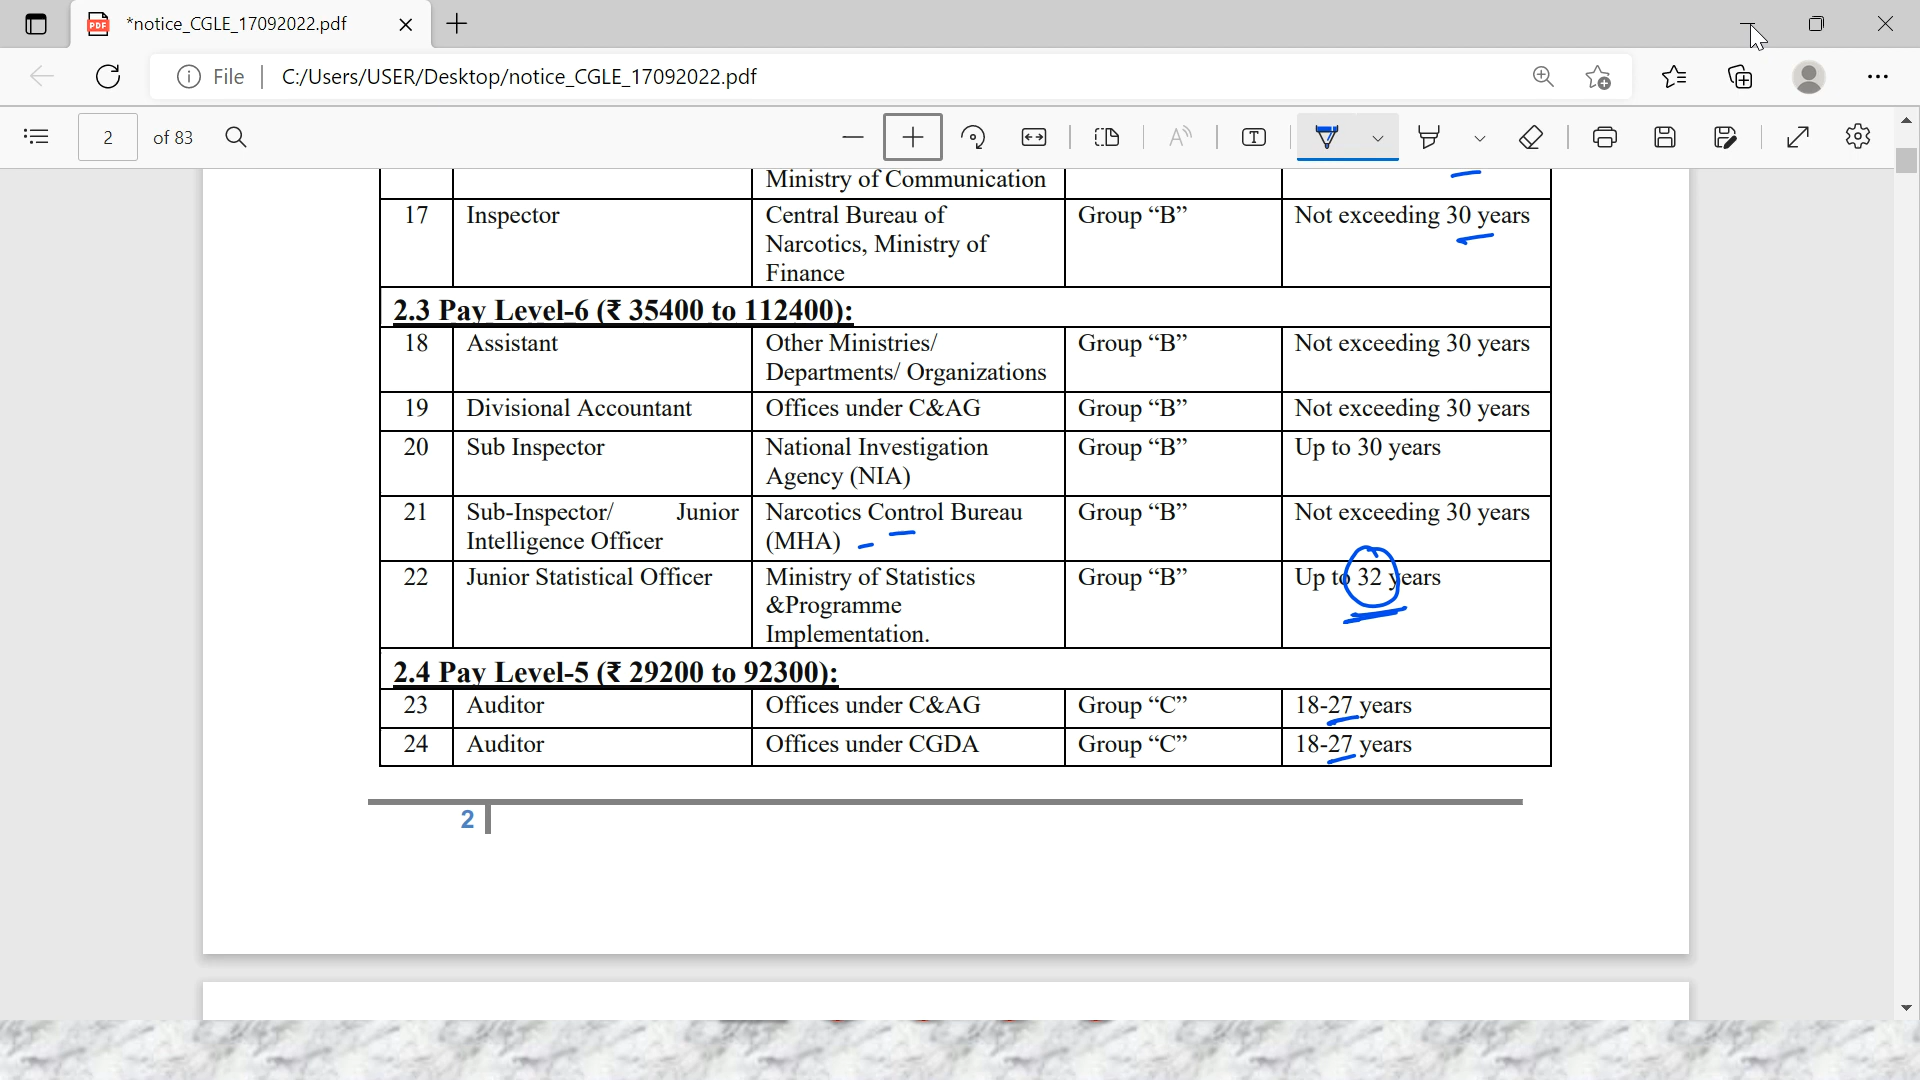 *notice_CGLE_17092022.pdf
File
C:/Users/USER/Desktop/notice_CGLE_17092022.pdf
2 of 83
Ministry of Communication
17 Inspector Central Bureau of Group “B” Not exceeding 30 years
Narcotics, Ministry of
Finance
2.3 Pay Level-6 (₹ 35400 to 112400):
18 Assistant Other Ministries/ Group “B” Not exceeding 30 years
Departments/ Organizations
19 Divisional Accountant Offices under C&AG Group “B” Not exceeding 30 years
20 Sub Inspector National Investigation Group “B” Up to 30 years
Agency (NIA)
21 Sub-Inspector/ Junior Narcotics Control Bureau Group “B” Not exceeding 30 years
Intelligence Officer (MHA)
22 Junior Statistical Officer Ministry of Statistics Group “B” Up to 32 years
&Programme
Implementation.
2.4 Pay Level-5 (₹ 29200 to 92300):
23 Auditor Offices under C&AG Group “C” 18-27 years
24 Auditor Offices under CGDA Group “C” 18-27 years
2